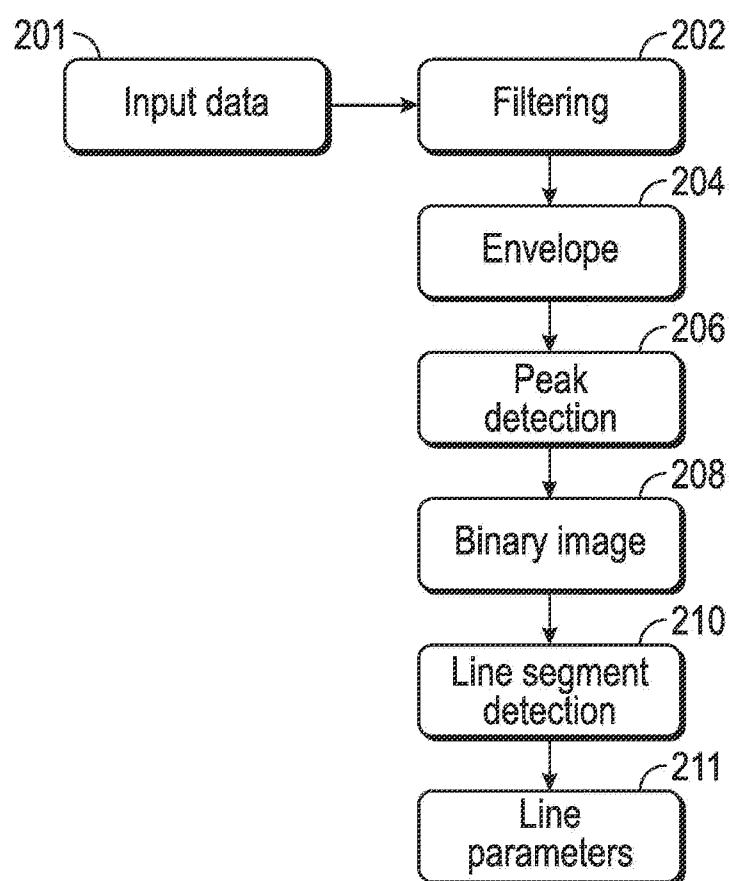 201
202
Input data
Filtering
204
Envelope
206
Peak
detection
208
Binary image
210
Line segment
detection
211
Line
parameters